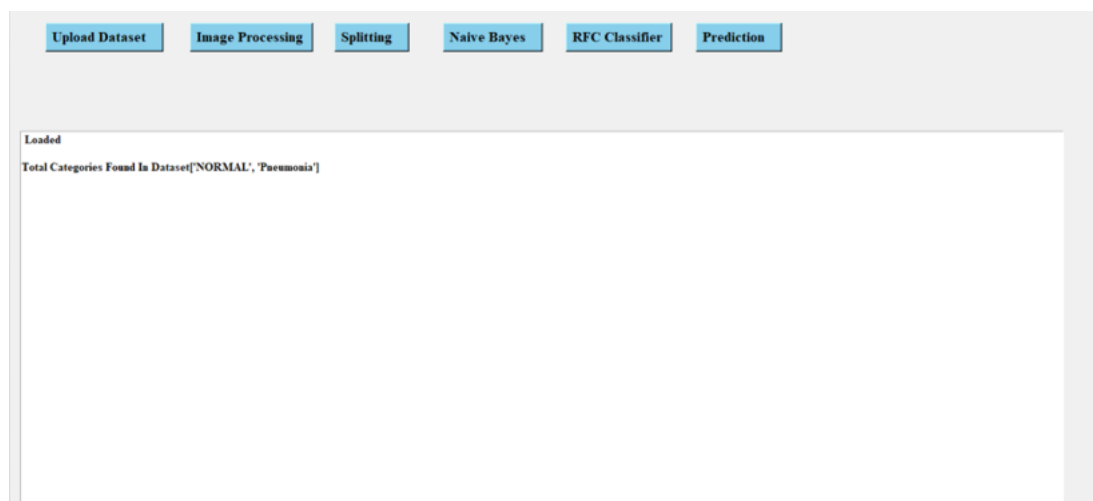 Upload Dataset Image Processing Splitting Naive Bayes RFC Classifier Prediction
Loaded
Total Categories Found In Dataset['NORMAL', 'Pneumonia']